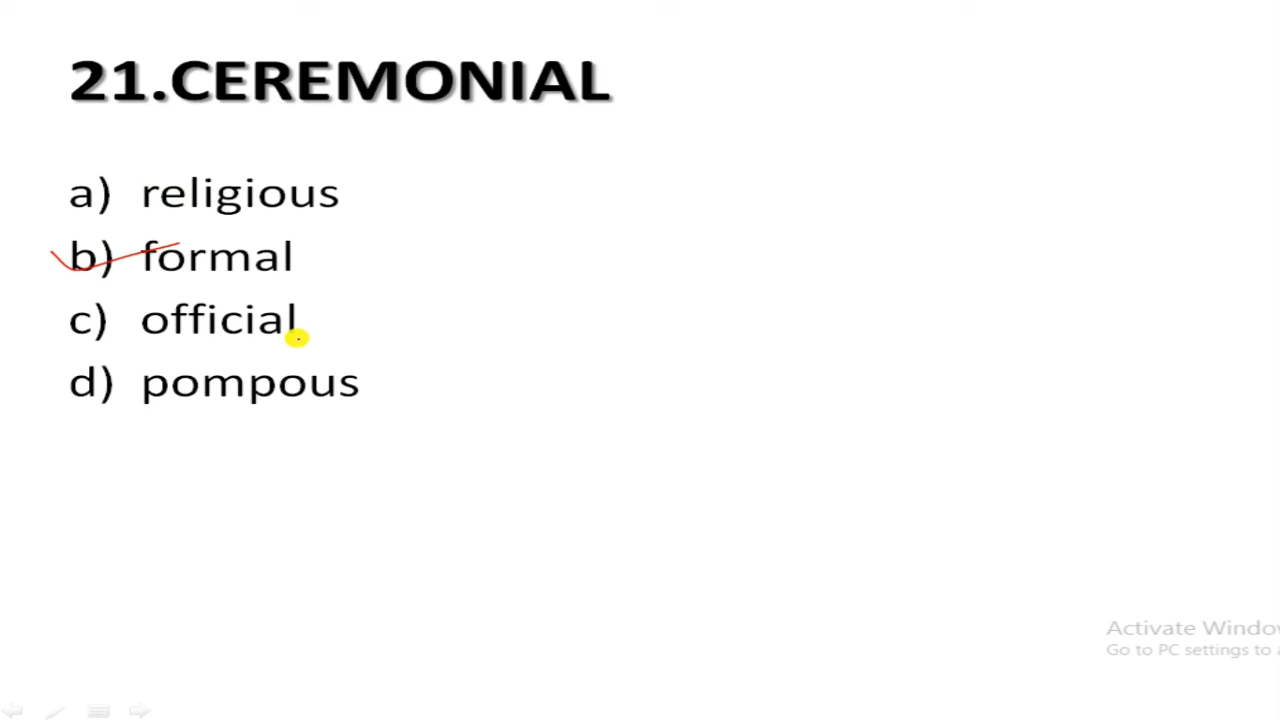 21.CEREMONIAL
a) religious
b) formal
c) official
d) pompous
Activate Windo
Go to PC settings to